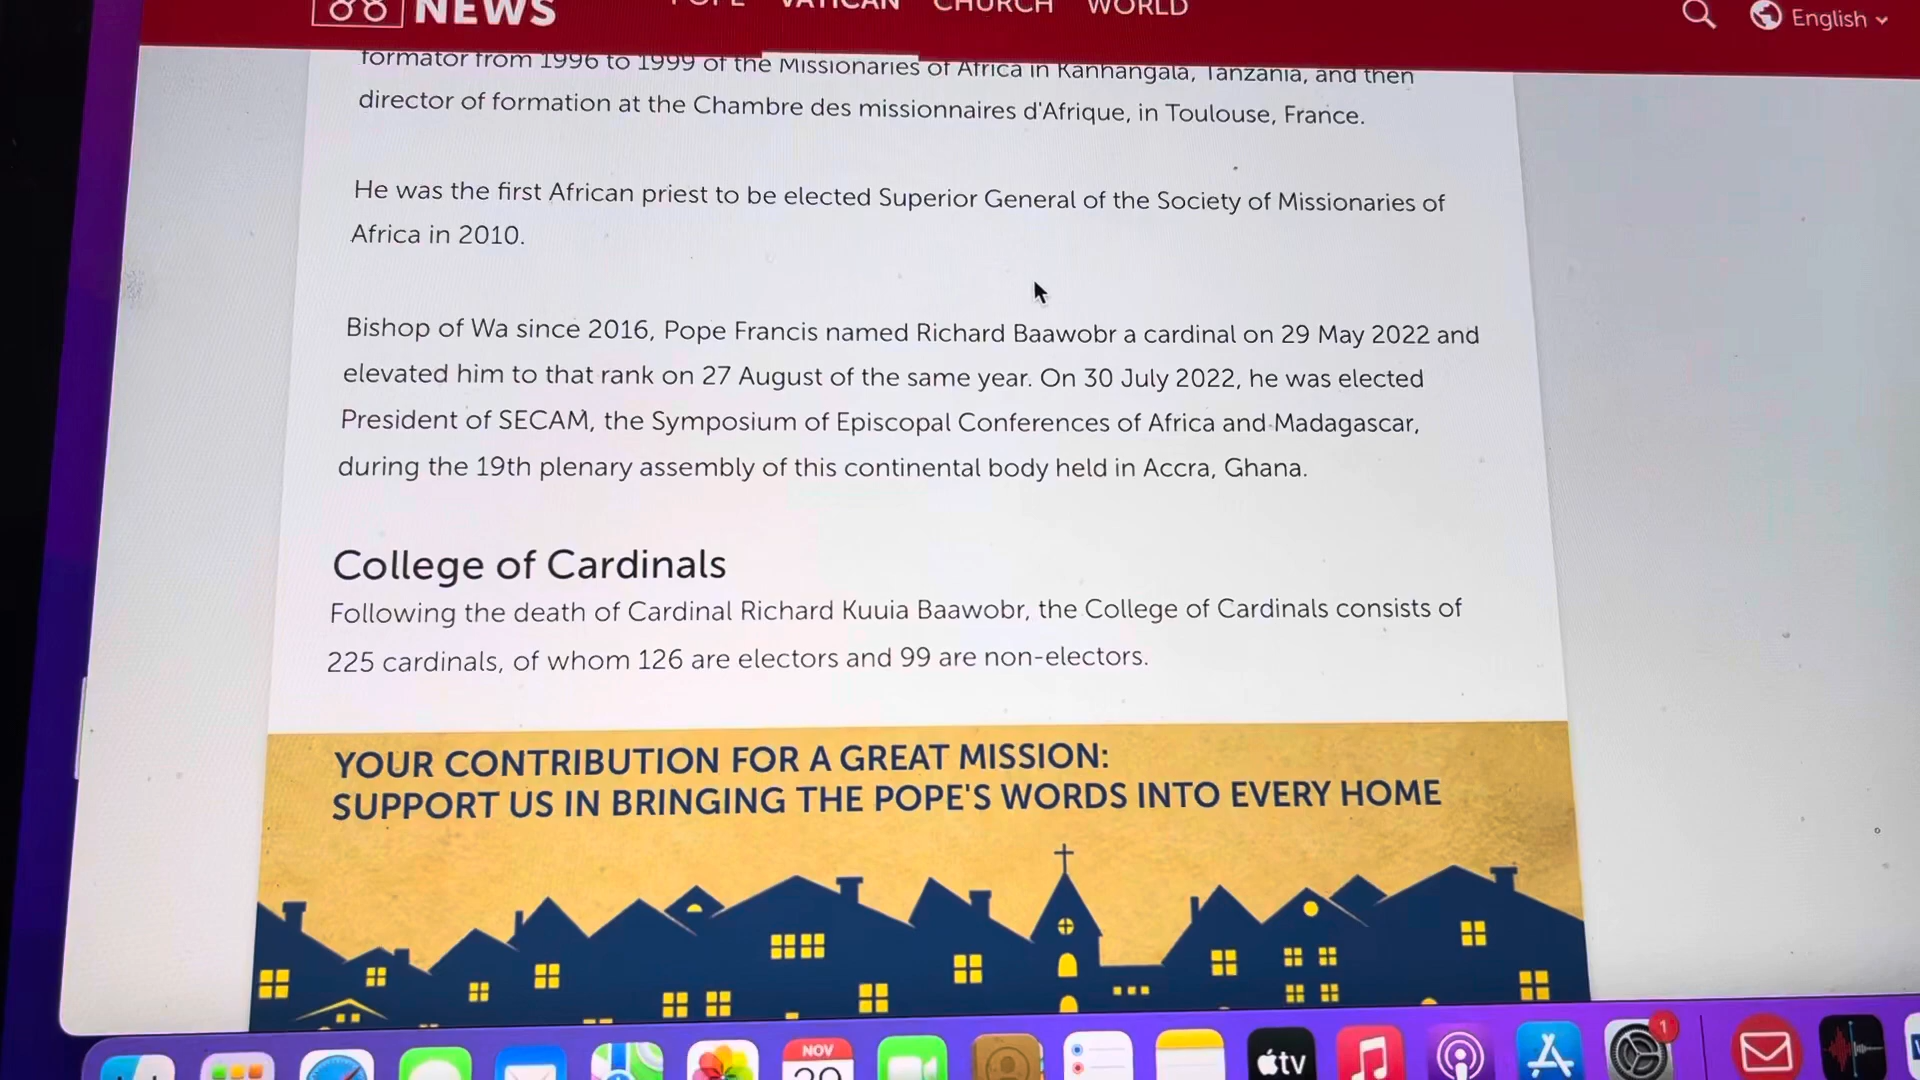 NEWS
POPE VATICAN CHURCH WORLD
English
formator from 1996 to 1999 of the Missionaries of Africa in Kanhangala, Tanzania, and then
director of formation at the Chambre des missionnaires d'Afrique, in Toulouse, France.
He was the first African priest to be elected Superior General of the Society of Missionaries of
Africa in 2010.
Bishop of Wa since 2016, Pope Francis named Richard Baawobr a cardinal on 29 May 2022 and
elevated him to that rank on 27 August of the same year. On 30 July 2022, he was elected
President of SECAM, the Symposium of Episcopal Conferences of Africa and Madagascar,
during the 19th plenary assembly of this continental body held in Accra, Ghana.
College of Cardinals
Following the death of Cardinal Richard Kuuia Baawobr, the College of Cardinals consists of
225 cardinals, of whom 126 are electors and 99 are non-electors.
YOUR CONTRIBUTION FOR A GREAT MISSION:
SUPPORT US IN BRINGING THE POPE'S WORDS INTO EVERY HOME
NOV
tv
1